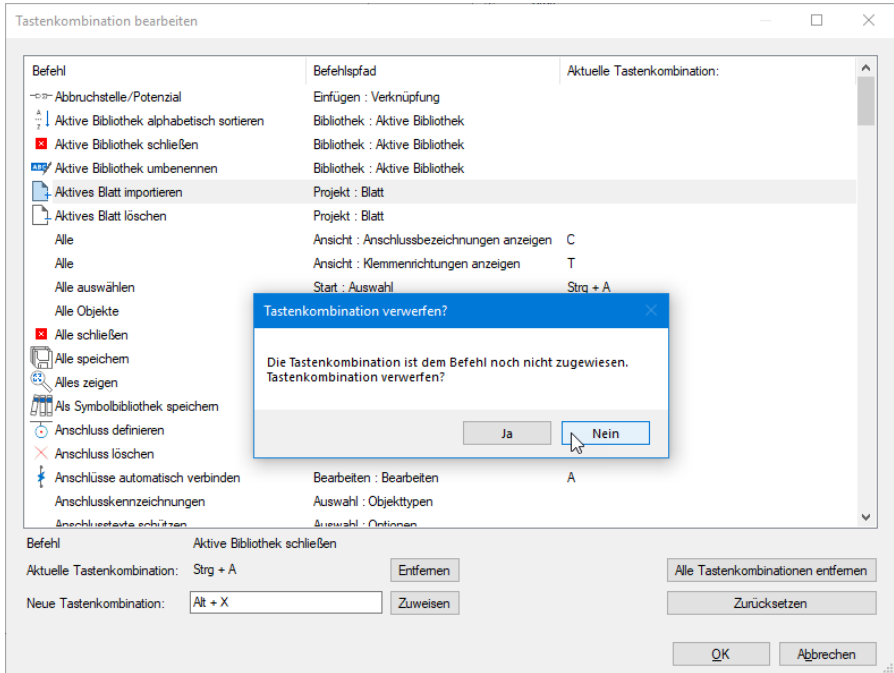 Tastenkombination bearbeiten
Befehl Befehlspfad Aktuelle Tastenkombination:
Abbruchstelle/Potenzial Einfügen : Verknüpfung
Aktive Bibliothek alphabetisch sortieren Bibliothek : Aktive Bibliothek
Aktive Bibliothek schließen Bibliothek : Aktive Bibliothek
Aktive Bibliothek umbenennen Bibliothek : Aktive Bibliothek
Aktives Blatt importieren Projekt : Blatt
Aktives Blatt löschen Projekt : Blatt
Alle Ansicht : Anschlussbezeichnungen anzeigen C
Alle Ansicht : Klemmenrichtungen anzeigen T
Alle auswählen Start : Auswahl Strg + A
Alle Objekte
Alle schließen
Alle speichern
Alles zeigen
Als Symbolbibliothek speichern
Anschluss definieren
Anschluss löschen
Tastenkombination verwerfen?
Die Tastenkombination ist dem Befehl noch nicht zugewiesen.
Tastenkombination verwerfen?
Ja Nein
Anschlüsse automatisch verbinden Bearbeiten : Bearbeiten A
Anschlusskennzeichnungen Auswahl : Objekttypen
Anschlusstexte schützen Auswahl : Optionen
Befehl Aktive Bibliothek schließen
Aktuelle Tastenkombination: Strg + A Entfernen Alle Tastenkombinationen entfernen
Neue Tastenkombination: Alt + X Zuweisen Zurücksetzen
OK Abbrechen